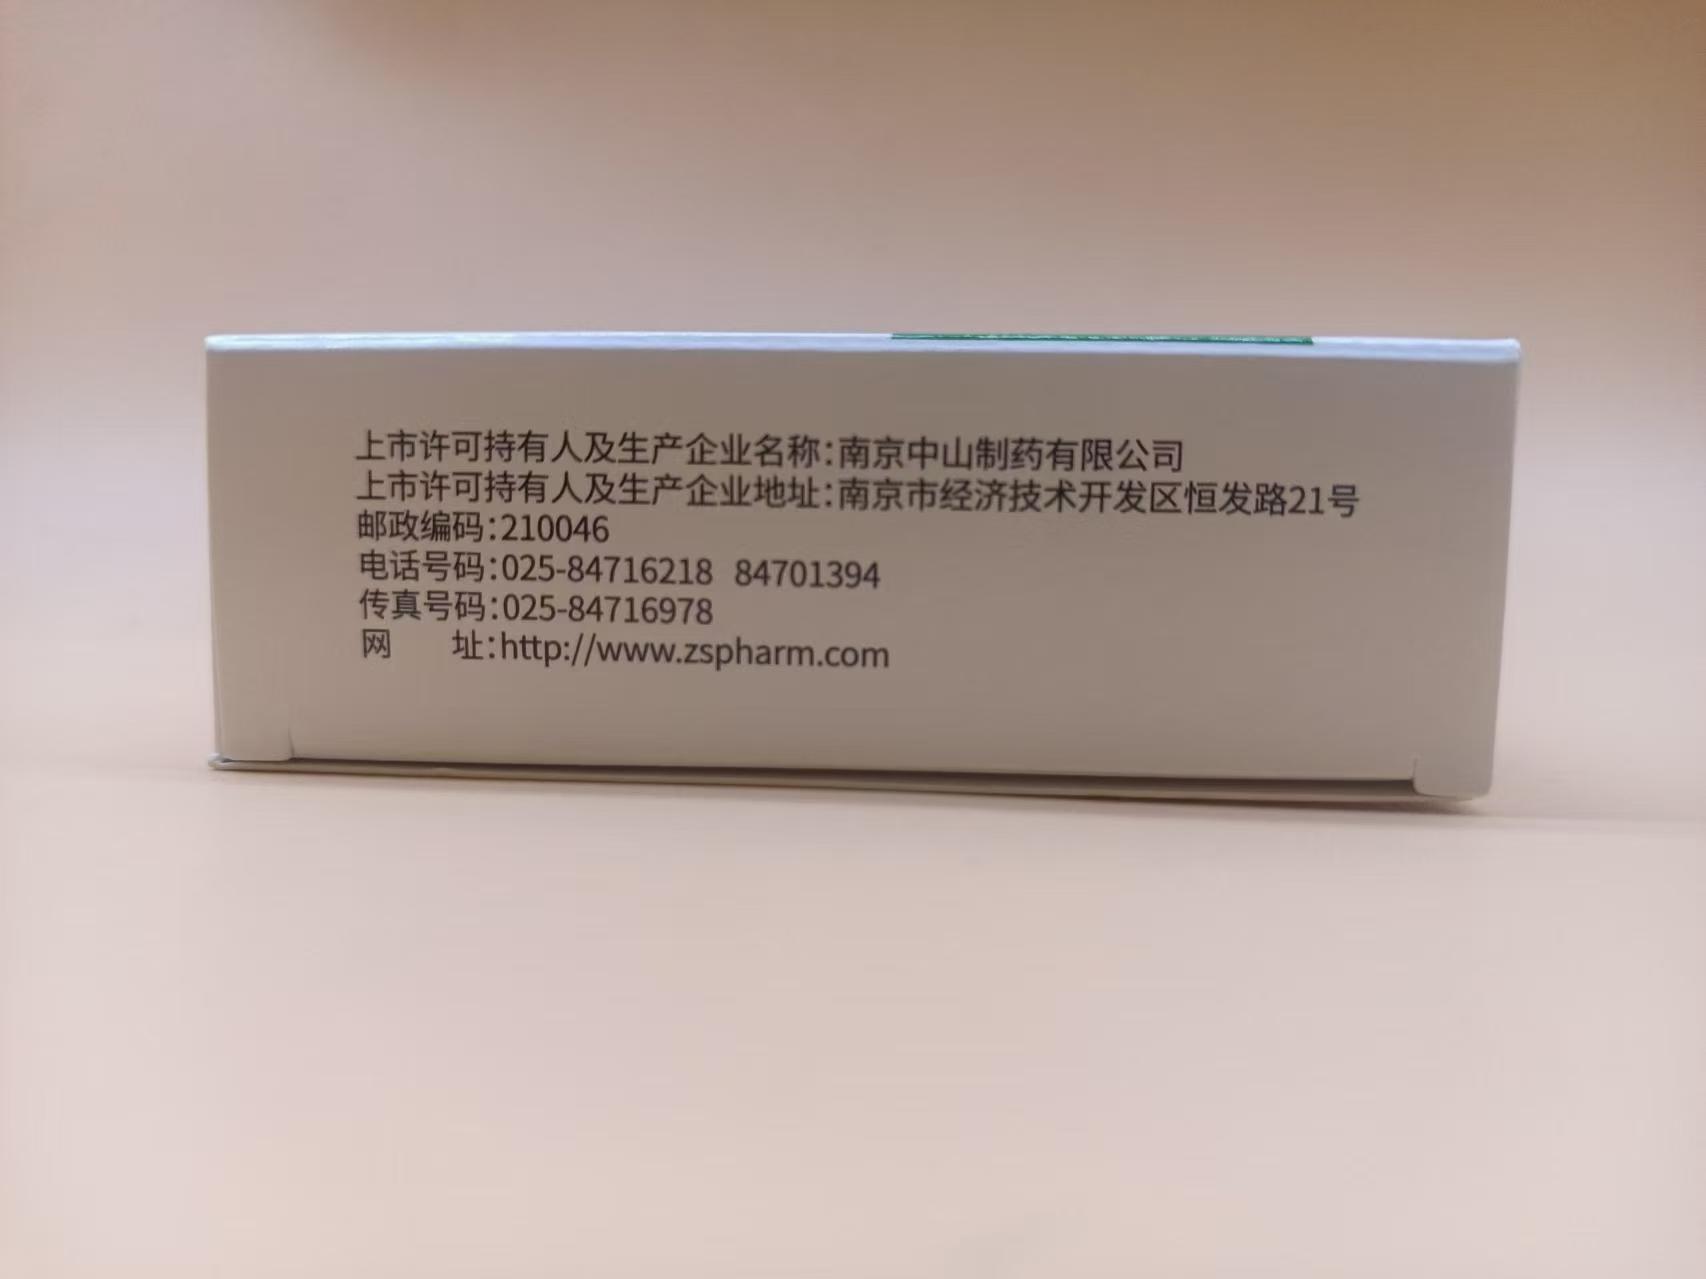 上市许可持有人及生产企业名称:南京中山制药有限公司
上市许可持有人及生产企业地址:南京市经济技术开发区恒发路21号
邮政编码:210046
电话号码:025-84716218 84701394
传真号码:025-84716978
网 址:http://www.zspharm.com